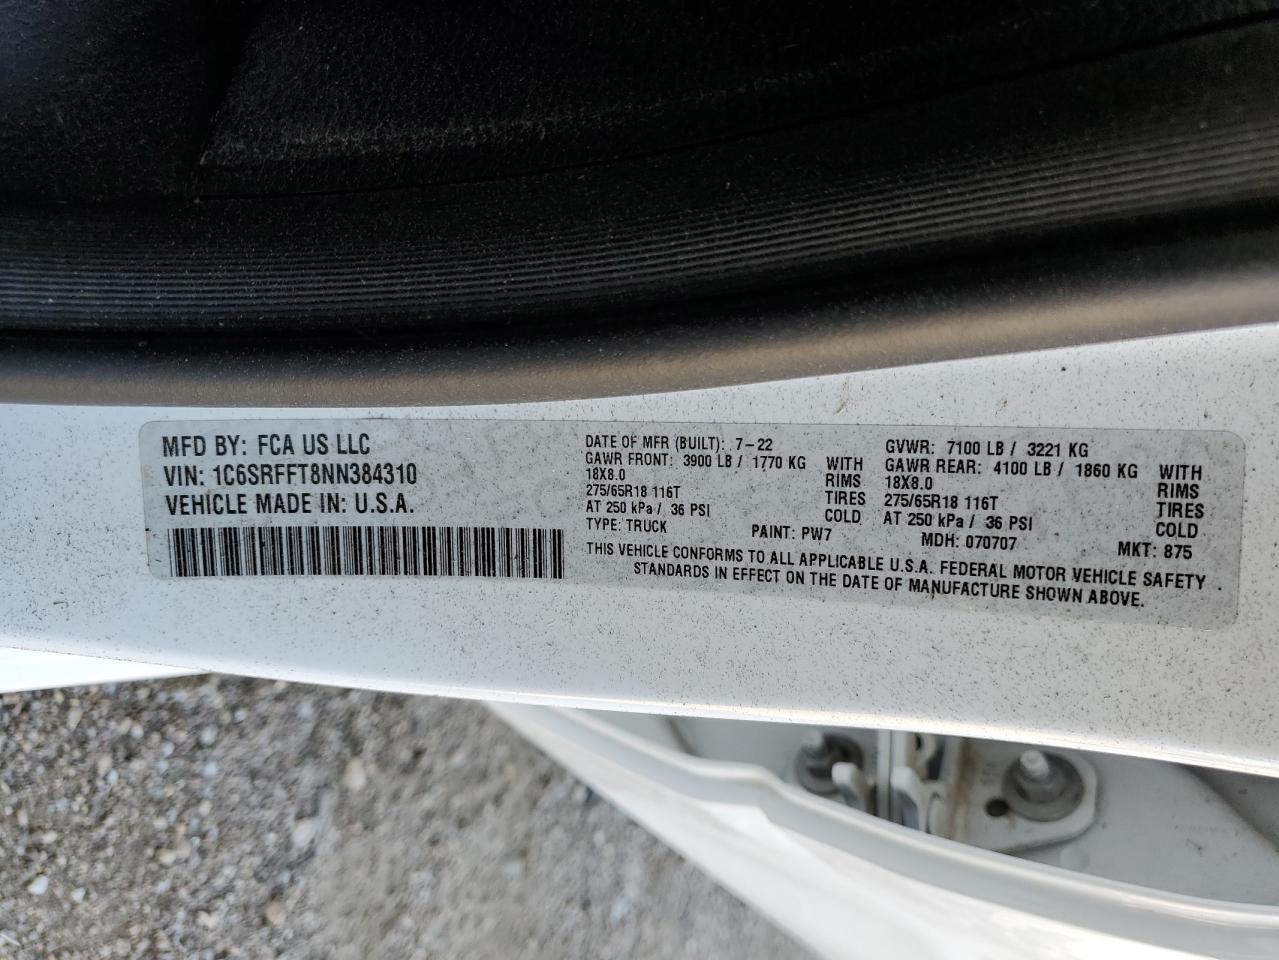 MFD BY: FCA US LLC
VIN: 1C6SRFFT8NN384310
VEHICLE MADE IN: U.S.A.
DATE OF MFR (BUILT): 7-22
GAWR FRONT: 3900 LB / 1770 KG WITH
18X8.0 RIMS
275/65R18 116T TIRES
AT 250 kPa / 36 PSI COLD
GVWR: 7100 LB / 3221 KG
GAWR REAR: 4100 LB / 1860 KG WITH
18X8.0 RIMS
275/65R18 116T TIRES
AT 250 kPa / 36 PSI COLD
TYPE: TRUCK PAINT: PW7 MDH: 070707 MKT: 875
THIS VEHICLE CONFORMS TO ALL APPLICABLE U.S.A. FEDERAL MOTOR VEHICLE SAFETY
STANDARDS IN EFFECT ON THE DATE OF MANUFACTURE SHOWN ABOVE.